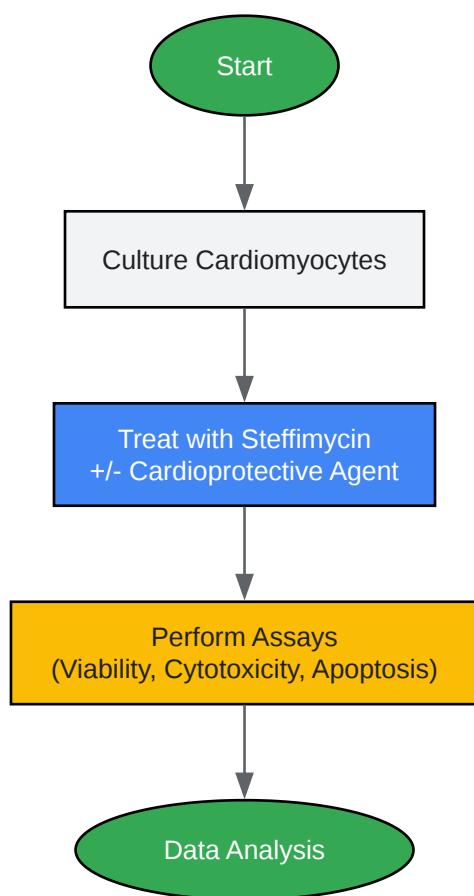 Start
Culture Cardiomyocytes
Treat with Steffimycin
+/- Cardioprotective Agent
Perform Assays
(Viability, Cytotoxicity, Apoptosis)
Data Analysis